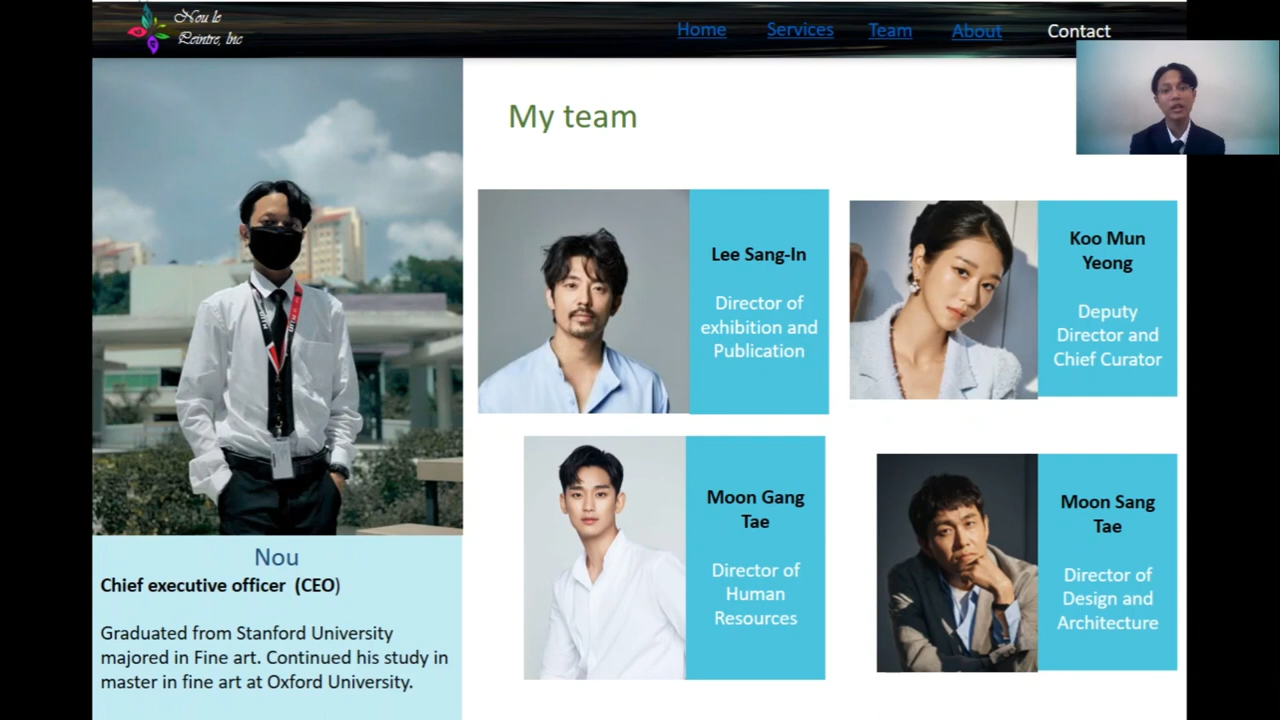 Nou le
Peintre, Inc
Home Services Team About Contact
My team
Lee Sang-In
Director of
exhibition and
Publication
Koo Mun
Yeong
Deputy
Director and
Chief Curator
Moon Gang
Tae
Director of
Human
Resources
Moon Sang
Tae
Director of
Design and
Architecture
Nou
Chief executive officer (CEO)
Graduated from Stanford University
majored in Fine art. Continued his study in
master in fine art at Oxford University.